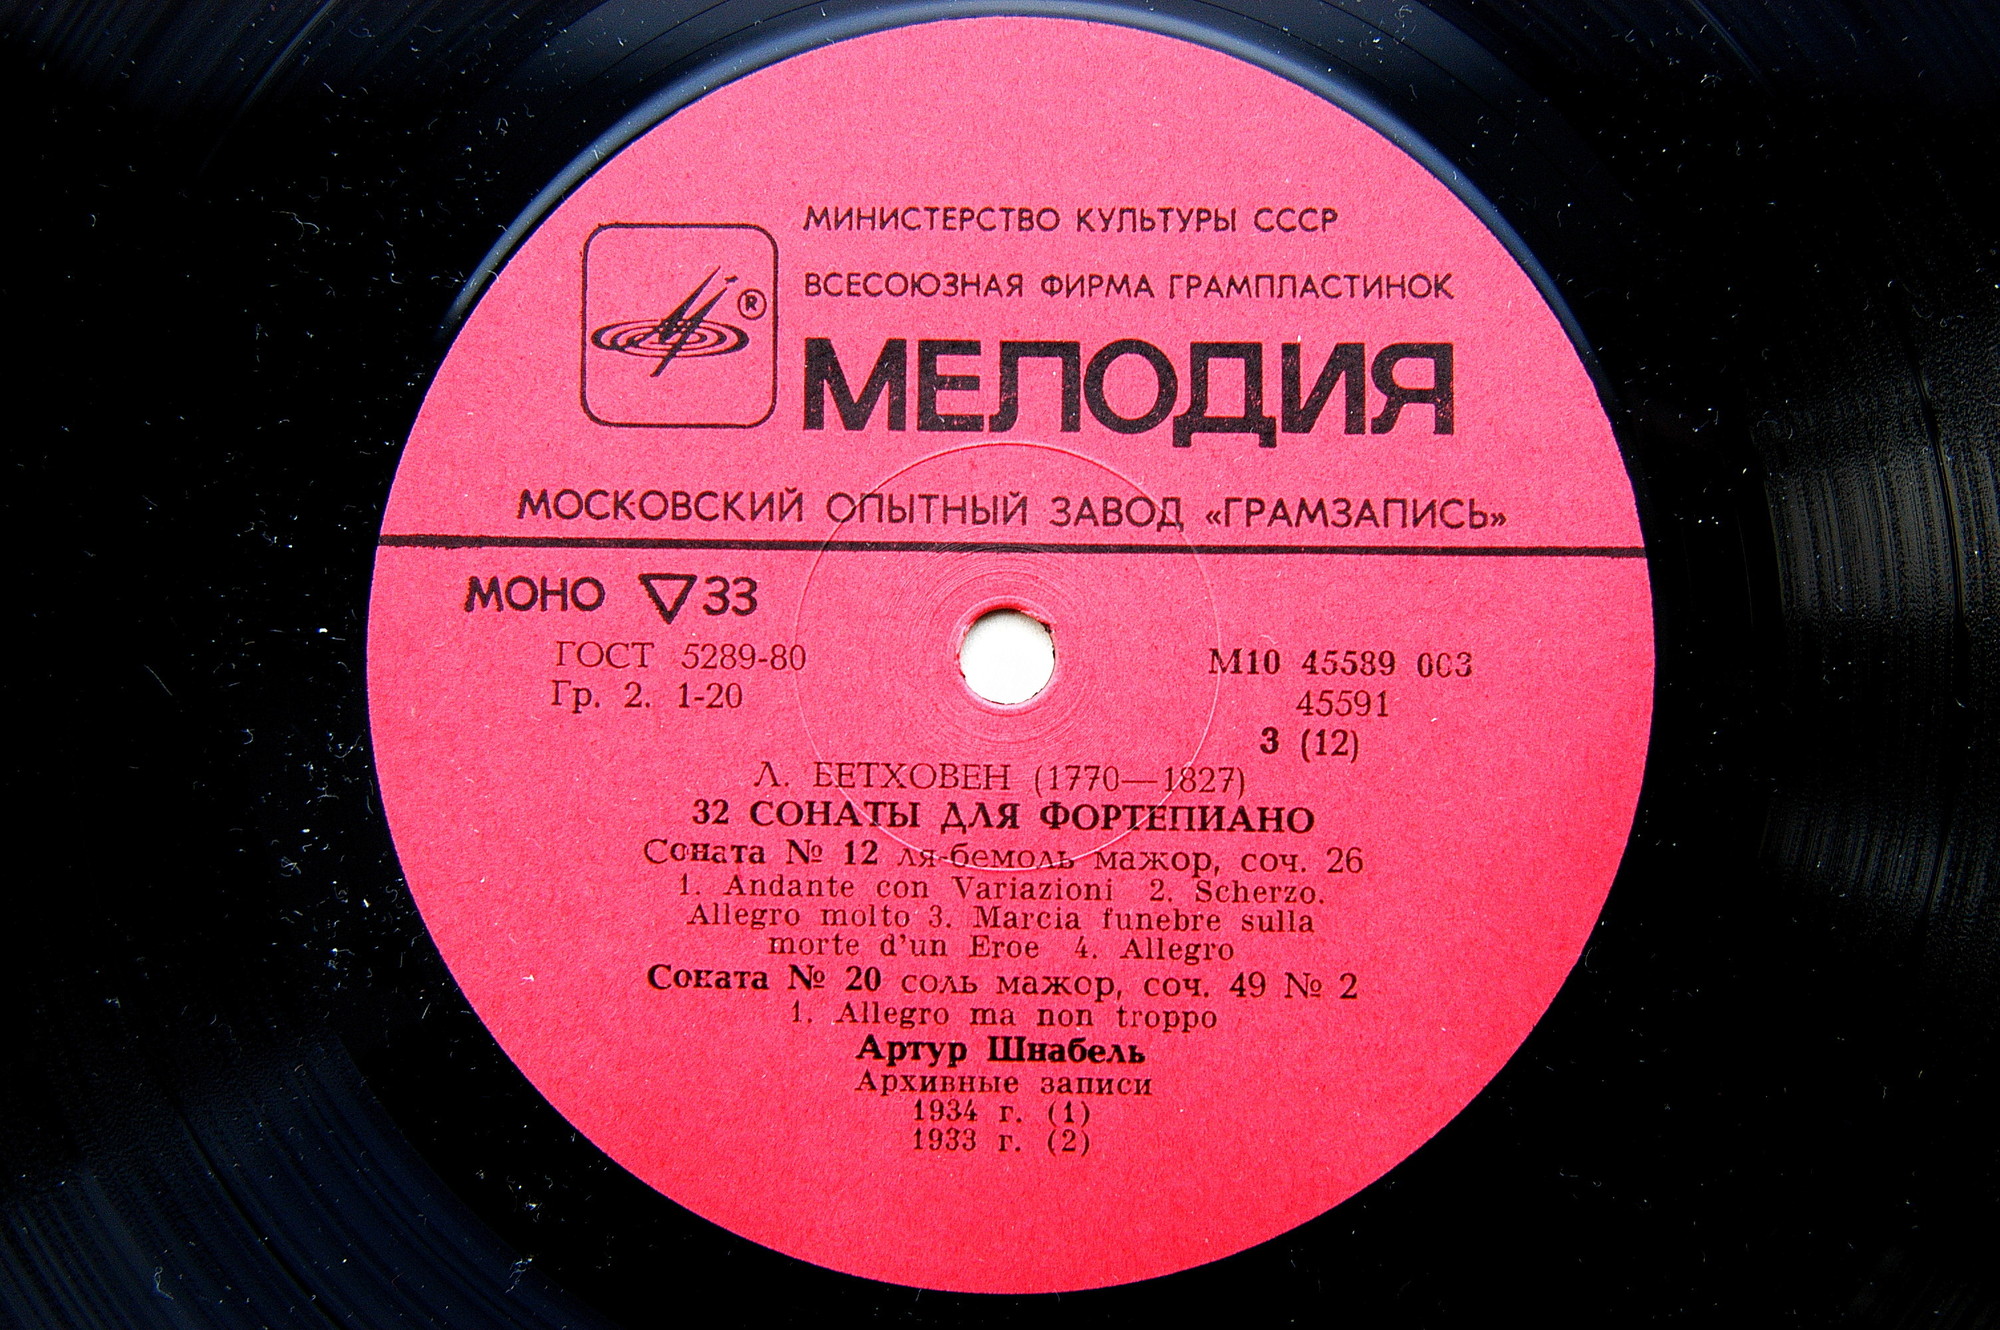 МИНИСТЕРСТВО КУЛЬТУРЫ СССР
ВСЕСОЮЗНАЯ ФИРМА ГРАМПЛАСТИНОК
®
МЕЛОДИЯ
МОСКОВСКИЙ ОПЫТНЫЙ ЗАВОД «ГРАМЗАПИСЬ»
МОНО ▽33
ГОСТ 5289-80
Гр. 2. 1-20
М10 45589 003
45591
3 (12)
Л. БЕТХОВЕН (1770—1827)
32 СОНАТЫ ДЛЯ ФОРТЕПИАНО
Соната № 12 ля-бемоль мажор, соч. 26
1. Andante con Variazioni 2. Scherzo.
Allegro molto 3. Marcia funebre sulla
morte d'un Eroe 4. Allegro
Соната № 20 соль мажор, соч. 49 № 2
1. Allegro ma non troppo
Артур Шнабель
Архивные записи
1934 г. (1)
1933 г. (2)